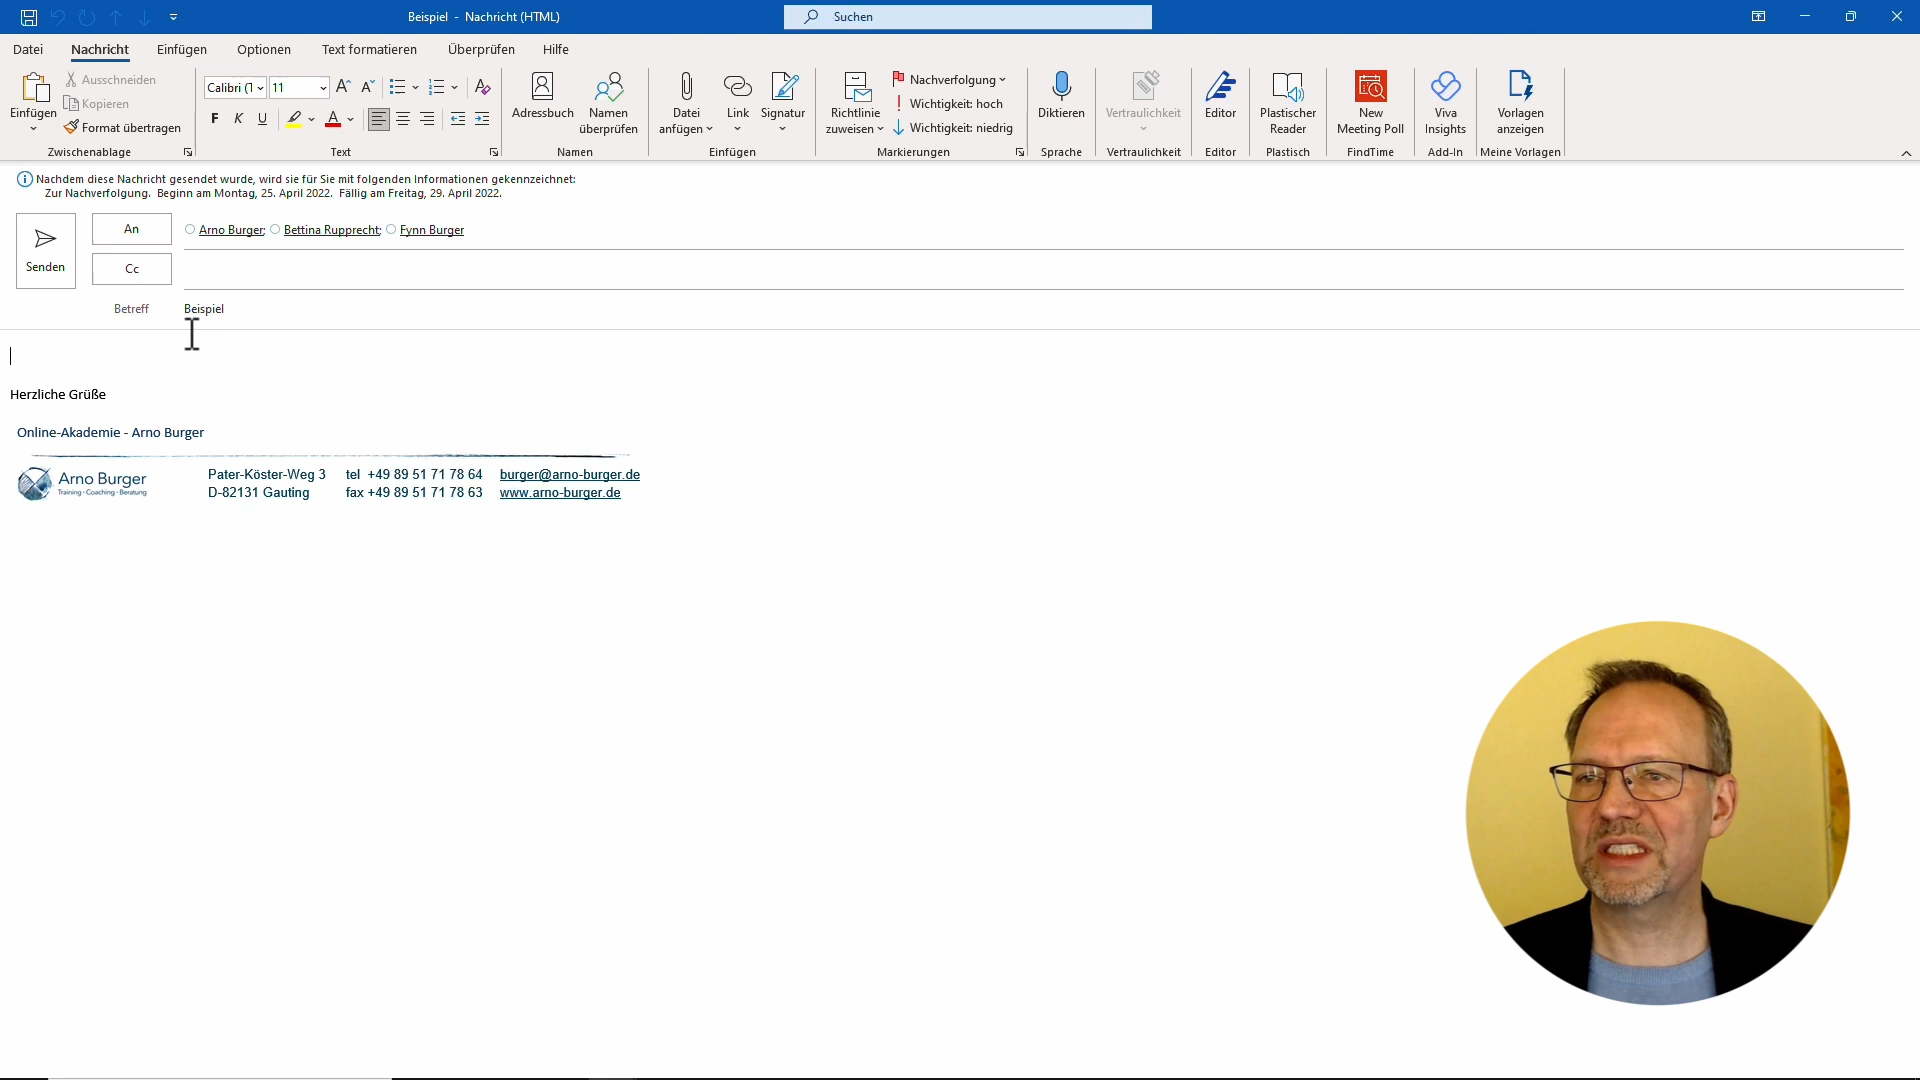 Beispiel - Nachricht (HTML)
Suchen
Datei Nachricht Einfügen Optionen Text formatieren Überprüfen Hilfe
Einfügen
Ausschneiden
Kopieren
Format übertragen
Zwischenablage
Calibri (T 11
F K U A
Text
Adressbuch
Namen
überprüfen
Namen
Datei
anfügen
Link
Signatur
Einfügen
Richtlinie
zuweisen
Nachverfolgung
Wichtigkeit: hoch
Wichtigkeit: niedrig
Markierungen
Diktieren
Sprache
Vertraulichkeit
Vertraulichkeit
Editor
Editor
Plastischer
Reader
Plastisch
New
Meeting Poll
FindTime
Viva
Insights
Add-In
Vorlagen
anzeigen
Meine Vorlagen
Nachdem diese Nachricht gesendet wurde, wird sie für Sie mit folgenden Informationen gekennzeichnet:
Zur Nachverfolgung. Beginn am Montag, 25. April 2022. Fällig am Freitag, 29. April 2022.
Senden
An
Arno Burger; Bettina Rupprecht; Fynn Burger
Cc
Betreff Beispiel
Herzliche Grüße
Online-Akademie - Arno Burger
Arno Burger
Training · Coaching · Beratung
Pater-Köster-Weg 3 tel +49 89 51 71 78 64 burger@arno-burger.de
D-82131 Gauting fax +49 89 51 71 78 63 www.arno-burger.de